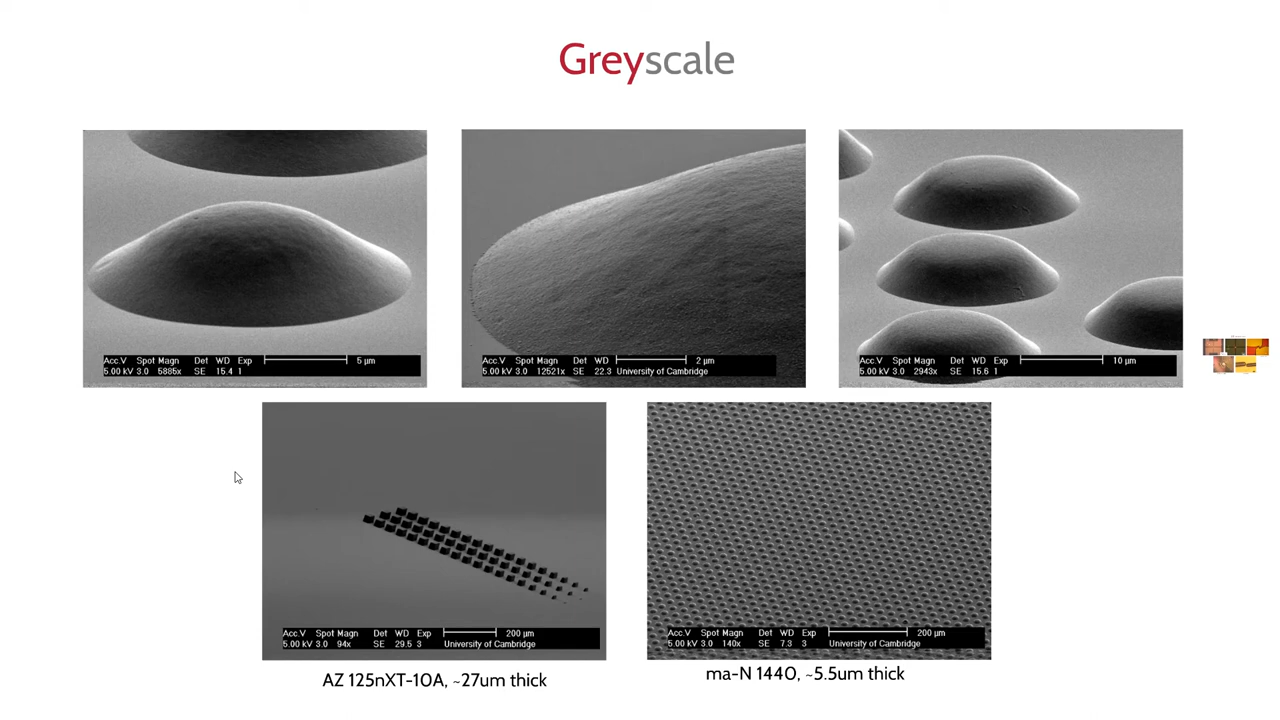 Greyscale
Acc.V Spot Magn Det WD Exp 5 µm
5.00 kV 3.0 5885x SE 15.4 1
Acc.V Spot Magn Det WD 2 µm
5.00 kV 3.0 12521x SE 22.3 University of Cambridge
Acc.V Spot Magn Det WD Exp 10 µm
5.00 kV 3.0 2943x SE 15.6 1
Acc.V Spot Magn Det WD Exp 200 µm
5.00 kV 3.0 94x SE 29.5 3 University of Cambridge
Acc.V Spot Magn Det WD Exp 200 µm
5.00 kV 3.0 140x SE 7.3 3 University of Cambridge
AZ 125nXT-10A, ~27um thick
ma-N 1440, ~5.5um thick